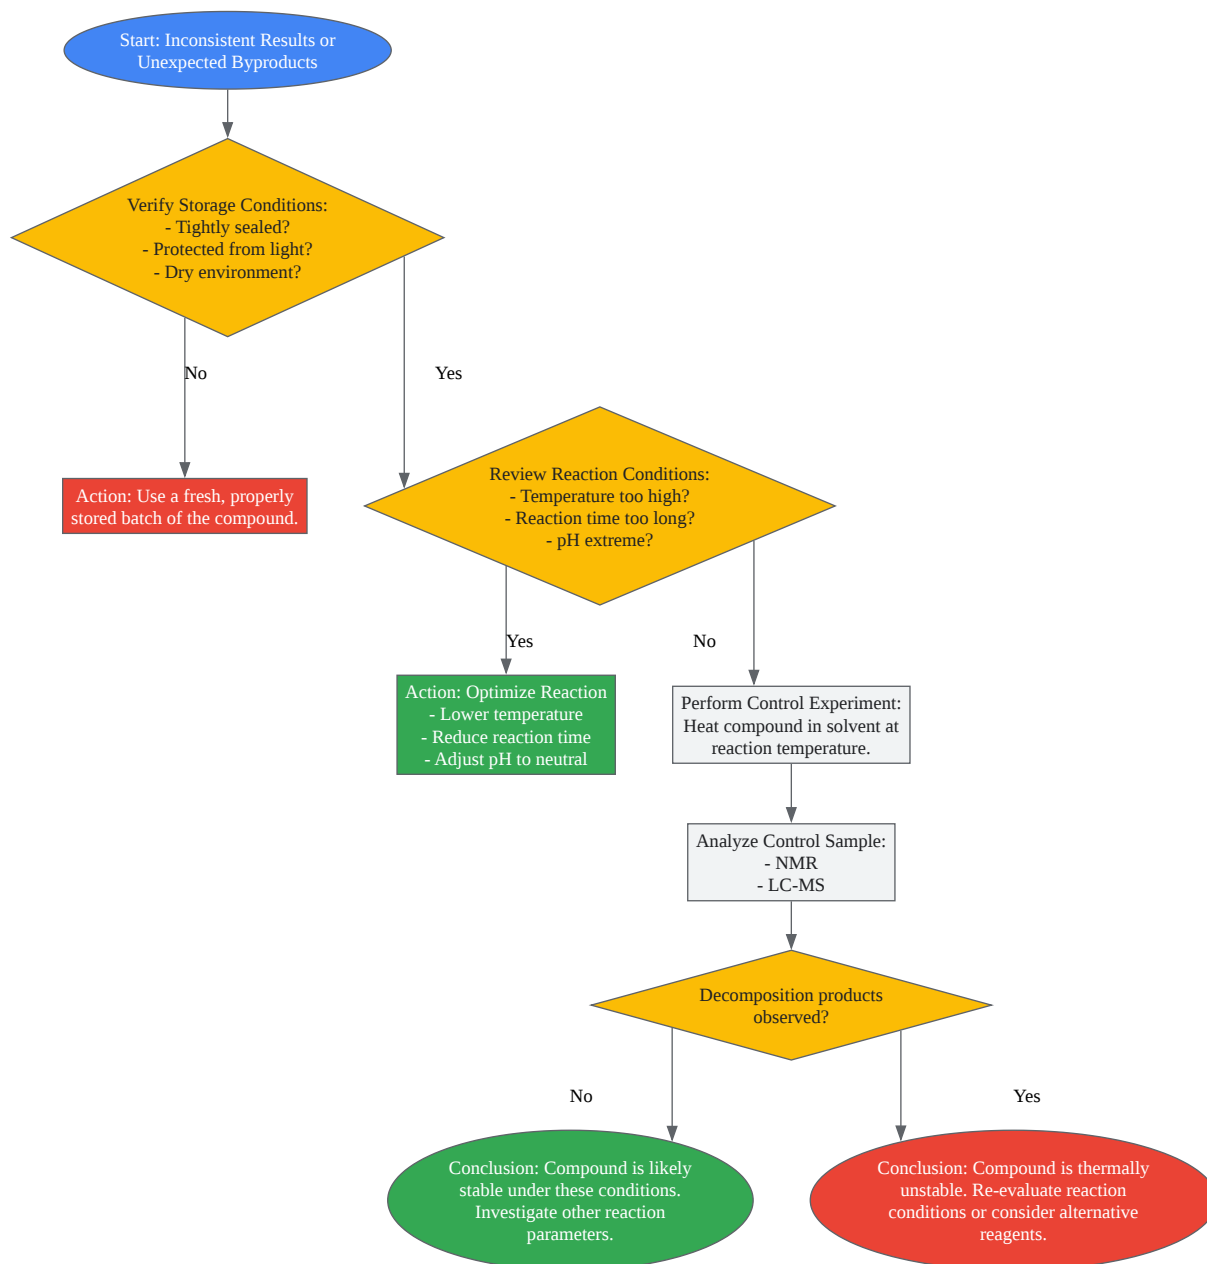 Start: Inconsistent Results or
Unexpected Byproducts
Verify Storage Conditions:
- Tightly sealed?
- Protected from light?
- Dry environment?
No
Yes
Action: Use a fresh, properly
stored batch of the compound.
Review Reaction Conditions:
- Temperature too high?
- Reaction time too long?
- pH extreme?
Yes
No
Action: Optimize Reaction
- Lower temperature
- Reduce reaction time
- Adjust pH to neutral
Perform Control Experiment:
Heat compound in solvent at
reaction temperature.
Analyze Control Sample:
- NMR
- LC-MS
Decomposition products
observed?
No
Yes
Conclusion: Compound is likely
stable under these conditions.
Investigate other reaction
parameters.
Conclusion: Compound is thermally
unstable. Re-evaluate reaction
conditions or consider alternative
reagents.